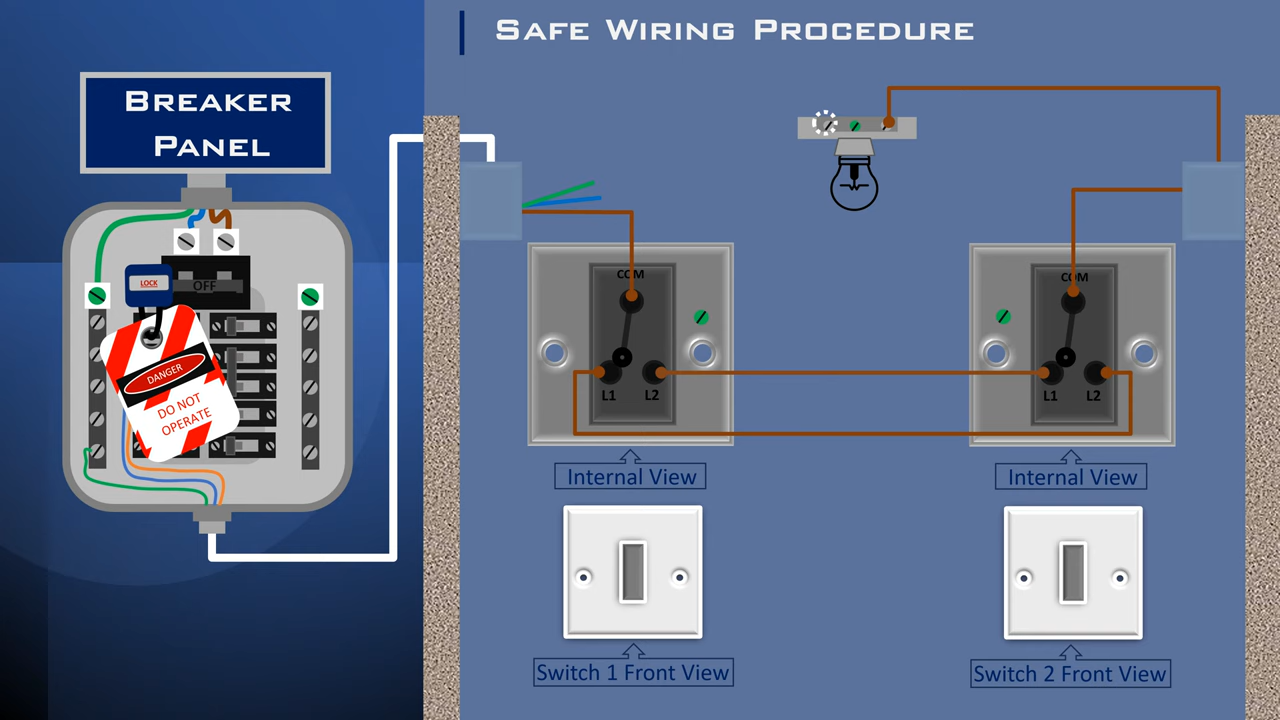 SAFE WIRING PROCEDURE
BREAKER
PANEL
LOCK
OFF
DANGER
DO NOT
OPERATE
COM
L1 L2
COM
L1 L2
Internal View
Internal View
Switch 1 Front View
Switch 2 Front View